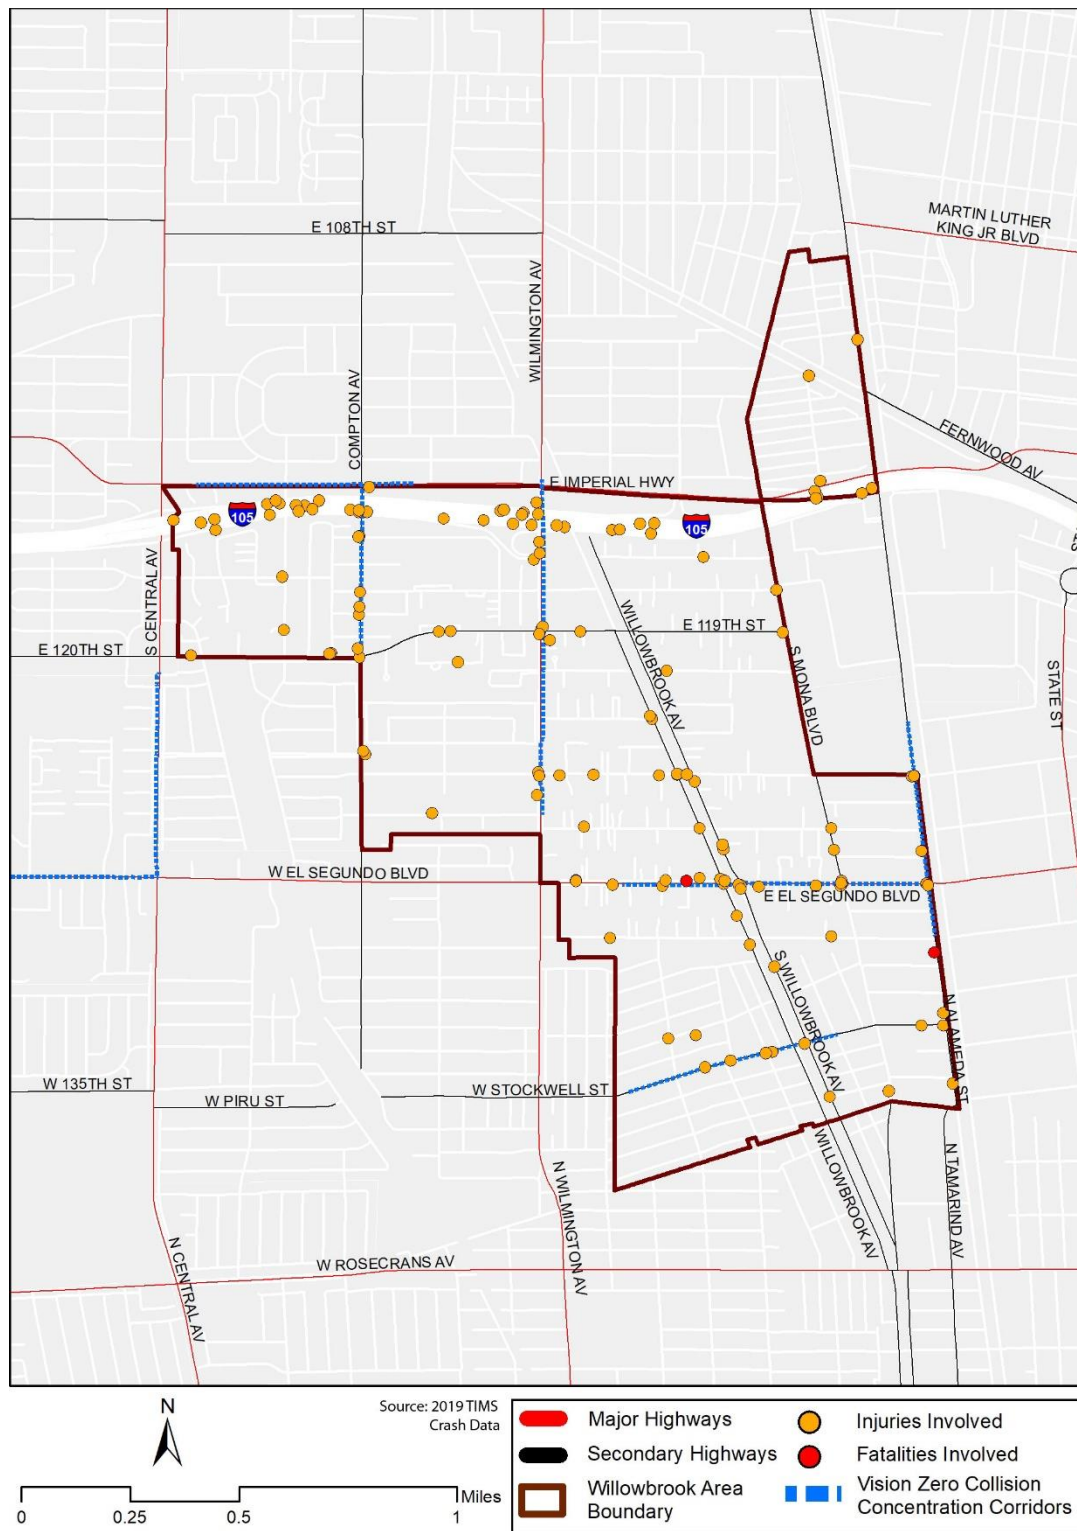 MARTIN LUTHER
KING JR BLVD
E 108TH ST
WILMINGTON AV
COMPTON AV
FERNWOOD AV
E IMPERIAL HWY
105
105
S CENTRAL AV
WILLOWBROOK AV
E 119TH ST
E 120TH ST
S MONA BLVD
STATE ST
W EL SEGUNDO BLVD
E EL SEGUNDO BLVD
S WILLOWBROOK AV
N ALAMEDA ST
W 135TH ST
W PIRU ST
W STOCKWELL ST
WILLOWBROOK AV
N TAMARIND AV
N WILMINGTON AV
N CENTRAL AV
W ROSECRANS AV
N
Source: 2019 TIMS
Crash Data
Miles
0 0.25 0.5 1
Major Highways
Secondary Highways
Willowbrook Area
Boundary
Injuries Involved
Fatalities Involved
Vision Zero Collision
Concentration Corridors